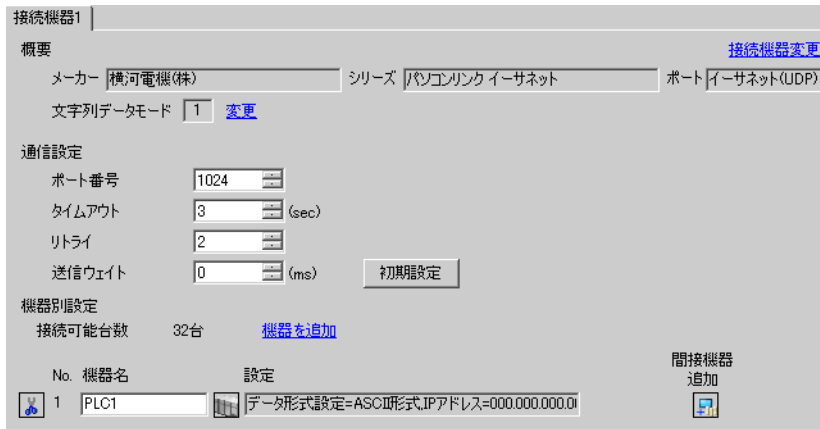 接続機器1
概要 接続機器変更
メーカー 横河電機(株) シリーズ パソコンリンク イーサネット ポート イーサネット(UDP)
文字列データモード 1 変更
通信設定
ポート番号 1024
タイムアウト 3 (sec)
リトライ 2
送信ウェイト 0 (ms) 初期設定
機器別設定
接続可能台数 32台 機器を追加
間接機器
No. 機器名 設定 追加
1 PLC1 データ形式設定=ASCII形式,IPアドレス=000.000.000.0